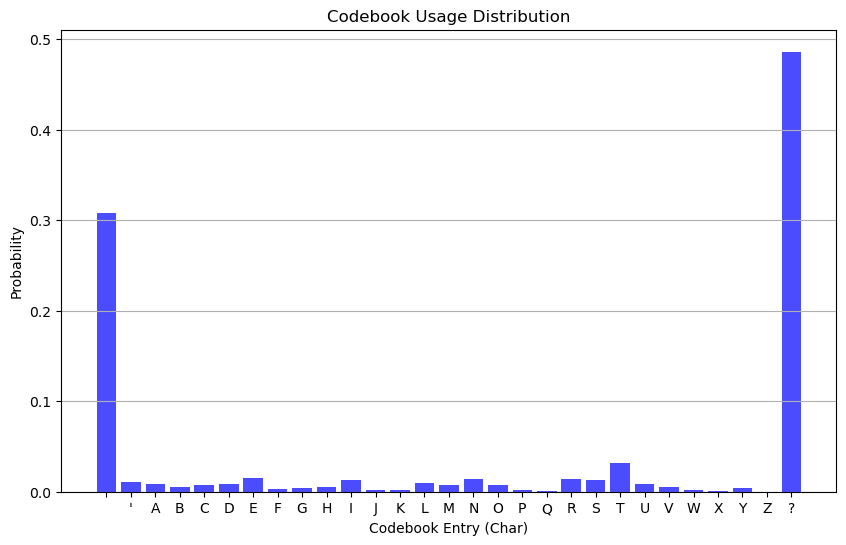 Codebook Usage Distribution
Probability
0.5
0.4
0.3
0.2
0.1
0.0
' A B C D E F G H I J K L M N O P Q R S T U V W X Y Z ?
Codebook Entry (Char)